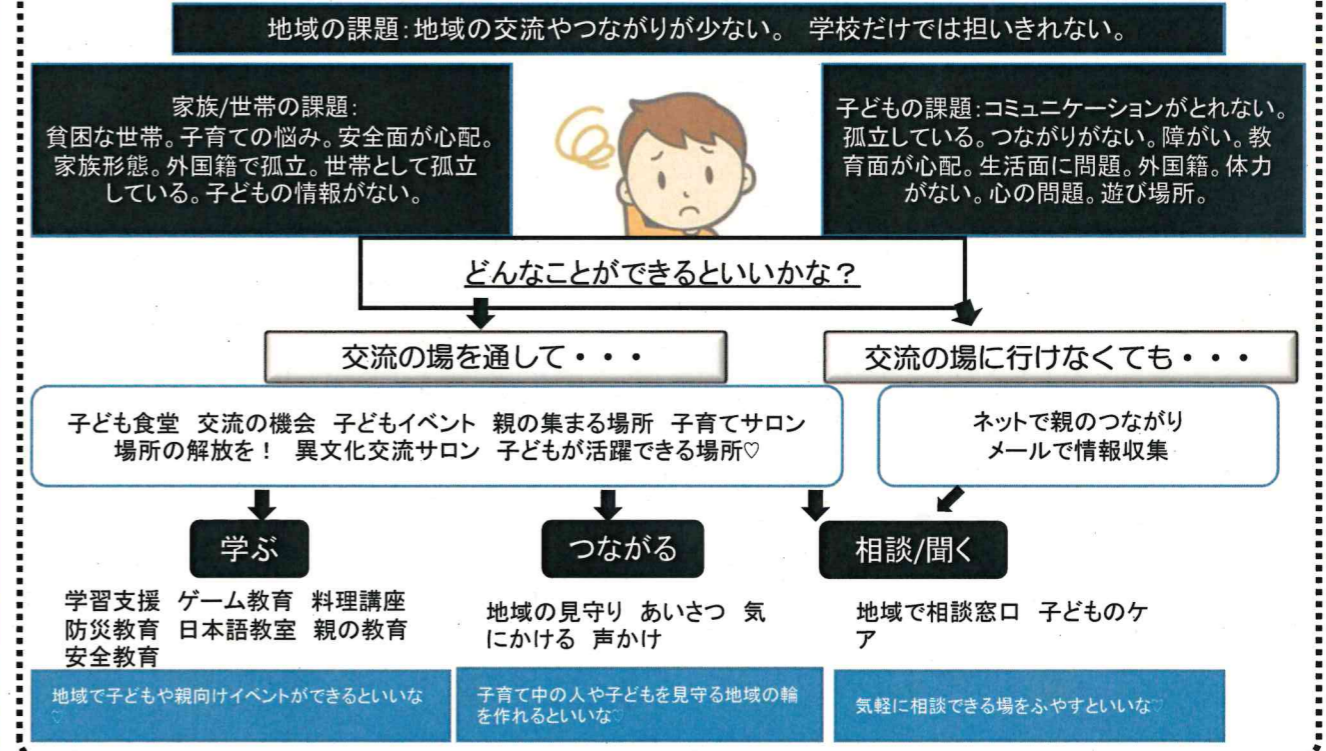 地域の課題:地域の交流やつながりが少ない。 学校だけでは担いきれない。
家族/世帯の課題:
貧困な世帯。子育ての悩み。安全面が心配。
家族形態。外国籍で孤立。世帯として孤立
している。子どもの情報がない。
子どもの課題:コミュニケーションがとれない。
孤立している。つながりがない。障がい。教
育面が心配。生活面に問題。外国籍。体力
がない。心の問題。遊び場所。
どんなことができるといいかな?
交流の場を通して・・・
交流の場に行けなくても・・・
子ども食堂 交流の機会 子どもイベント 親の集まる場所 子育てサロン
場所の解放を! 異文化交流サロン 子どもが活躍できる場所♡
ネットで親のつながり
メールで情報収集
学ぶ
つながる
相談/聞く
学習支援 ゲーム教育 料理講座
防災教育 日本語教室 親の教育
安全教育
地域の見守り あいさつ 気
にかける 声かけ
地域で相談窓口 子どものケ
ア
地域で子どもや親向けイベントができるといいな
♡
子育て中の人や子どもを見守る地域の輪
を作れるといいな♡
気軽に相談できる場をふやすといいな♡